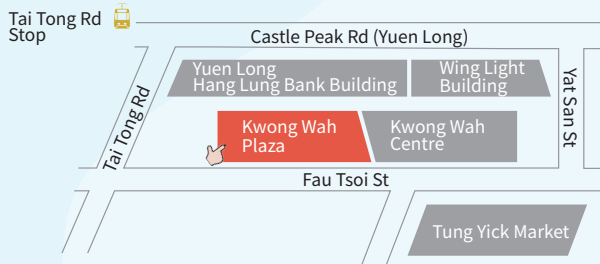 Tai Tong Rd
Stop
Castle Peak Rd (Yuen Long)
Yuen Long
Hang Lung Bank Building
Wing Light
Building
Tai Tong Rd
Yat San St
Kwong Wah
Plaza
Kwong Wah
Centre
Fau Tsoi St
Tung Yick Market